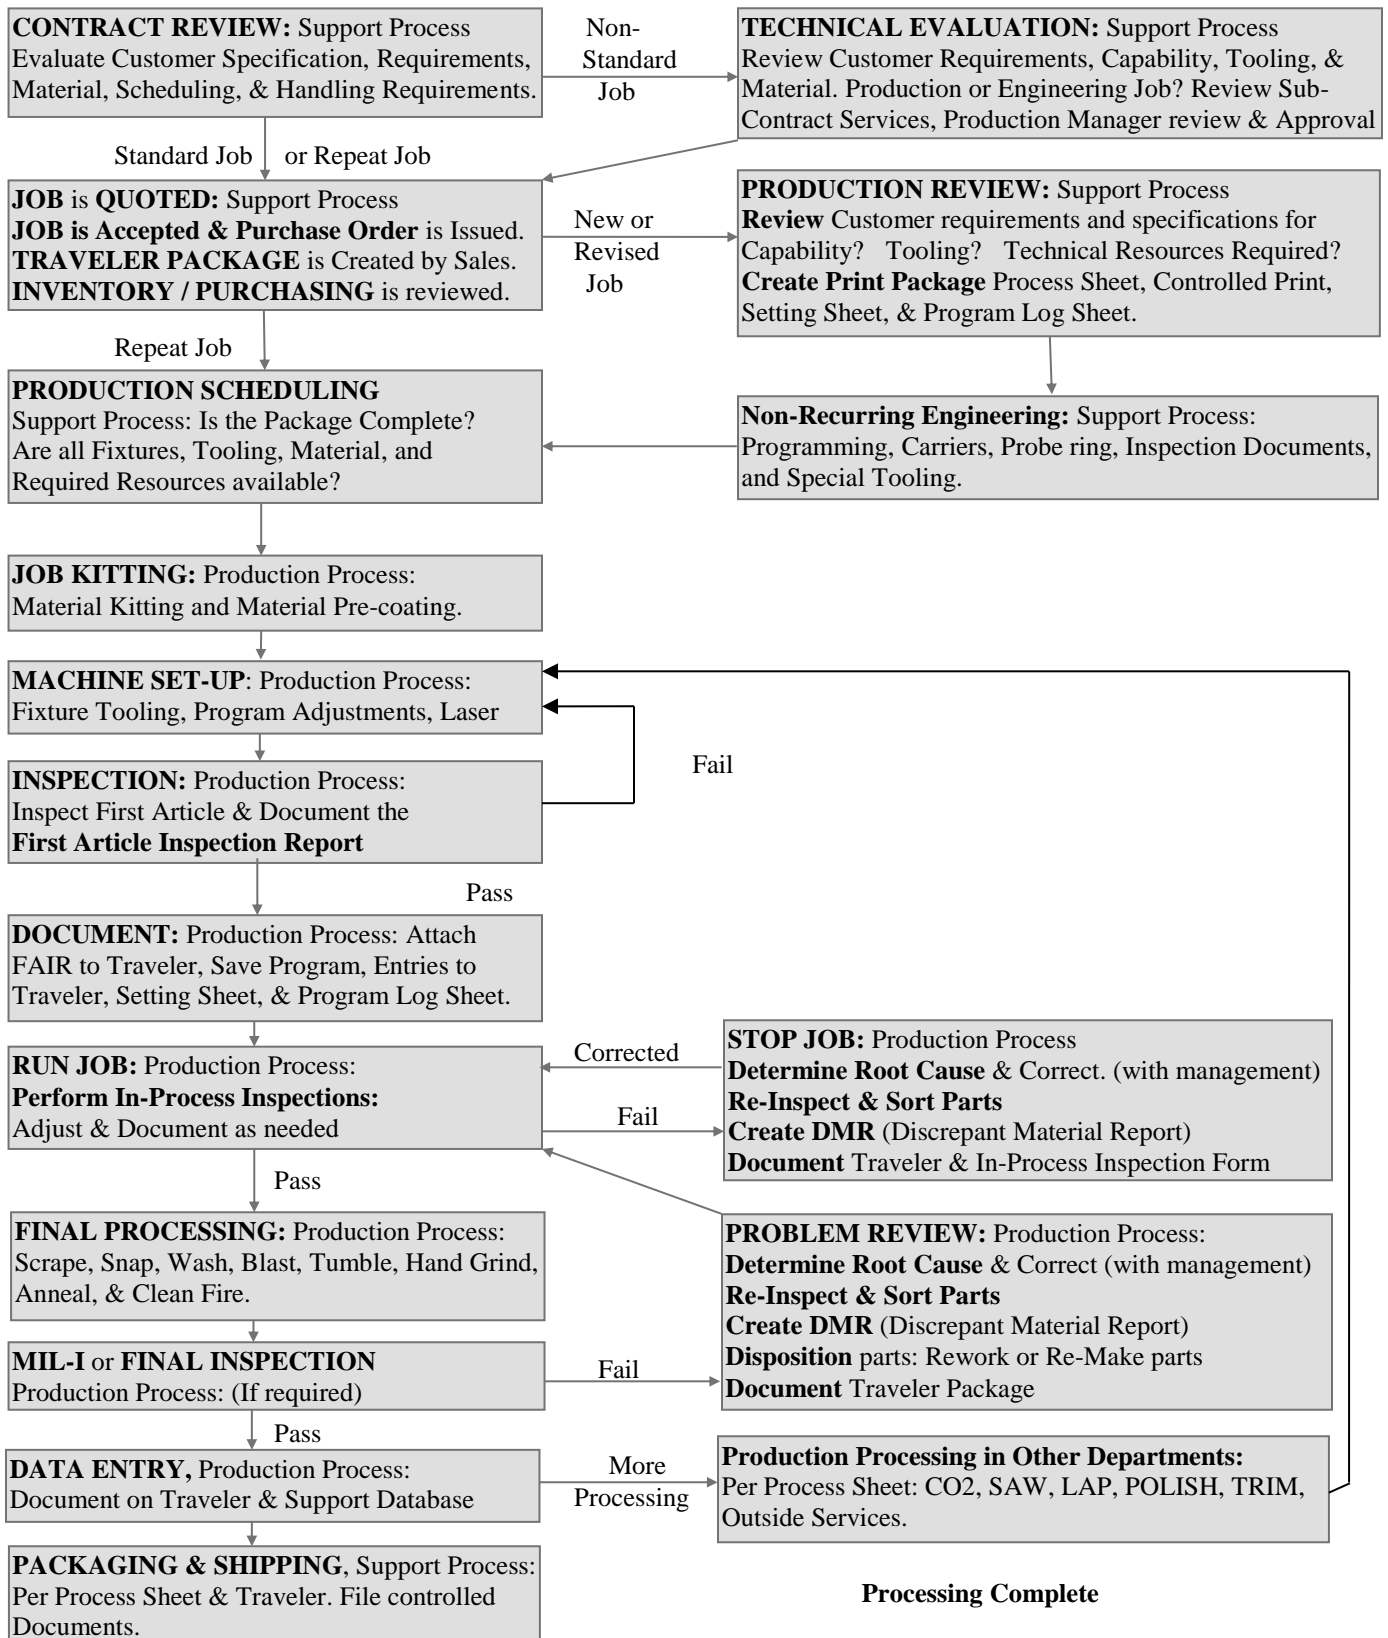 CONTRACT REVIEW: Support Process
Evaluate Customer Specification, Requirements,
Material, Scheduling, & Handling Requirements.
Non-
Standard
Job
TECHNICAL EVALUATION: Support Process
Review Customer Requirements, Capability, Tooling, &
Material. Production or Engineering Job? Review Sub-
Contract Services, Production Manager review & Approval
Standard Job or Repeat Job
JOB is QUOTED: Support Process
JOB is Accepted & Purchase Order is Issued.
TRAVELER PACKAGE is Created by Sales.
INVENTORY / PURCHASING is reviewed.
New or
Revised
Job
PRODUCTION REVIEW: Support Process
Review Customer requirements and specifications for
Capability? Tooling? Technical Resources Required?
Create Print Package Process Sheet, Controlled Print,
Setting Sheet, & Program Log Sheet.
Repeat Job
PRODUCTION SCHEDULING
Support Process: Is the Package Complete?
Are all Fixtures, Tooling, Material, and
Required Resources available?
Non-Recurring Engineering: Support Process:
Programming, Carriers, Probe ring, Inspection Documents,
and Special Tooling.
JOB KITTING: Production Process:
Material Kitting and Material Pre-coating.
MACHINE SET-UP: Production Process:
Fixture Tooling, Program Adjustments, Laser
Fail
INSPECTION: Production Process:
Inspect First Article & Document the
First Article Inspection Report
Pass
DOCUMENT: Production Process: Attach
FAIR to Traveler, Save Program, Entries to
Traveler, Setting Sheet, & Program Log Sheet.
RUN JOB: Production Process:
Perform In-Process Inspections:
Adjust & Document as needed
Corrected
Fail
STOP JOB: Production Process
Determine Root Cause & Correct. (with management)
Re-Inspect & Sort Parts
Create DMR (Discrepant Material Report)
Document Traveler & In-Process Inspection Form
Pass
FINAL PROCESSING: Production Process:
Scrape, Snap, Wash, Blast, Tumble, Hand Grind,
Anneal, & Clean Fire.
PROBLEM REVIEW: Production Process:
Determine Root Cause & Correct (with management)
Re-Inspect & Sort Parts
Create DMR (Discrepant Material Report)
Disposition parts: Rework or Re-Make parts
Document Traveler Package
MIL-I or FINAL INSPECTION
Production Process: (If required)
Fail
Pass
DATA ENTRY, Production Process:
Document on Traveler & Support Database
More
Processing
Production Processing in Other Departments:
Per Process Sheet: CO2, SAW, LAP, POLISH, TRIM,
Outside Services.
PACKAGING & SHIPPING, Support Process:
Per Process Sheet & Traveler. File controlled
Documents.
Processing Complete